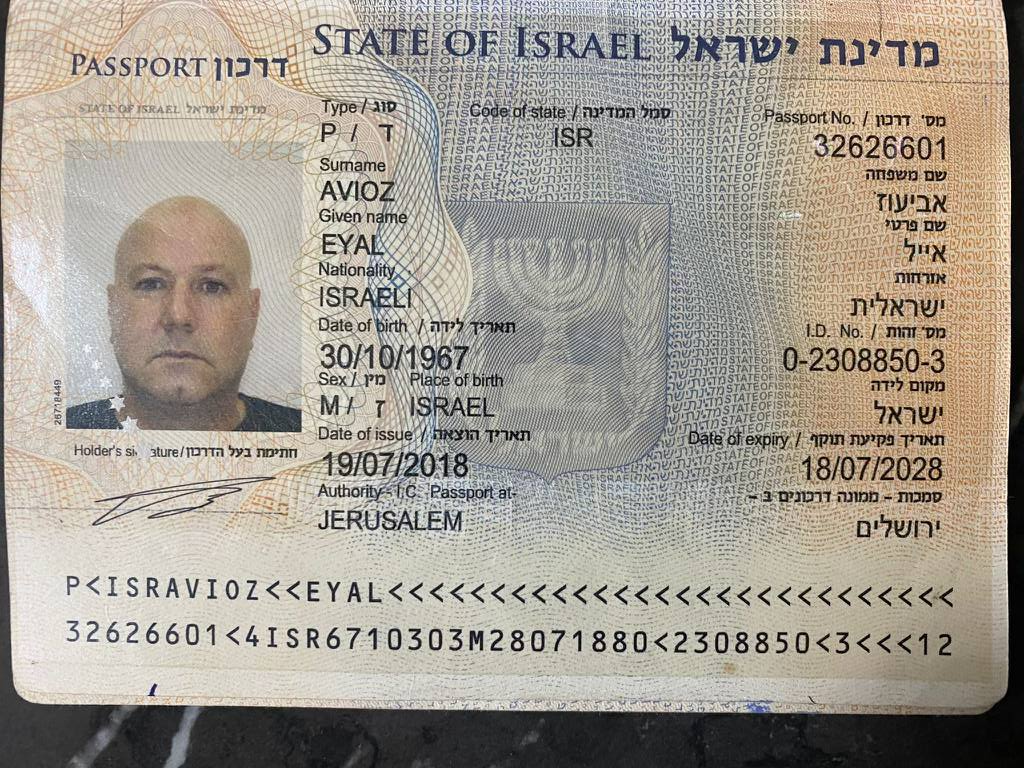 STATE OF ISRAEL מדינת ישראל
PASSPORT דרכון
STATE OF ISRAEL מדינת ישראל
Type / סוג
P / ד
Code of state / סמל המדינה
ISR
Passport No. / מס' דרכון
32626601
Surname
AVIOZ
שם משפחה
אביעוז
Given name
EYAL
שם פרטי
אייל
Nationality
ISRAELI
אזרחות
ישראלית
Date of birth / תאריך לידה
30/10/1967
I.D. No. / מס' זהות
0-2308850-3
Sex / מין
M / ז
Place of birth
ISRAEL
מקום לידה
ישראל
Date of issue / תאריך הוצאה
19/07/2018
Date of expiry / תאריך פקיעת תוקף
18/07/2028
Authority - I.C. Passport at-
JERUSALEM
סמכות - ממונה דרכונים ב -
ירושלים
26718449
Holder's / חתימת בעל הדרכון
P<ISRAVIOZ<<EYAL<<<<<<<<<<<<<<<<<<<<<<<<<<<<
32626601<4ISR6710303M28071880<2308850<3<<<12